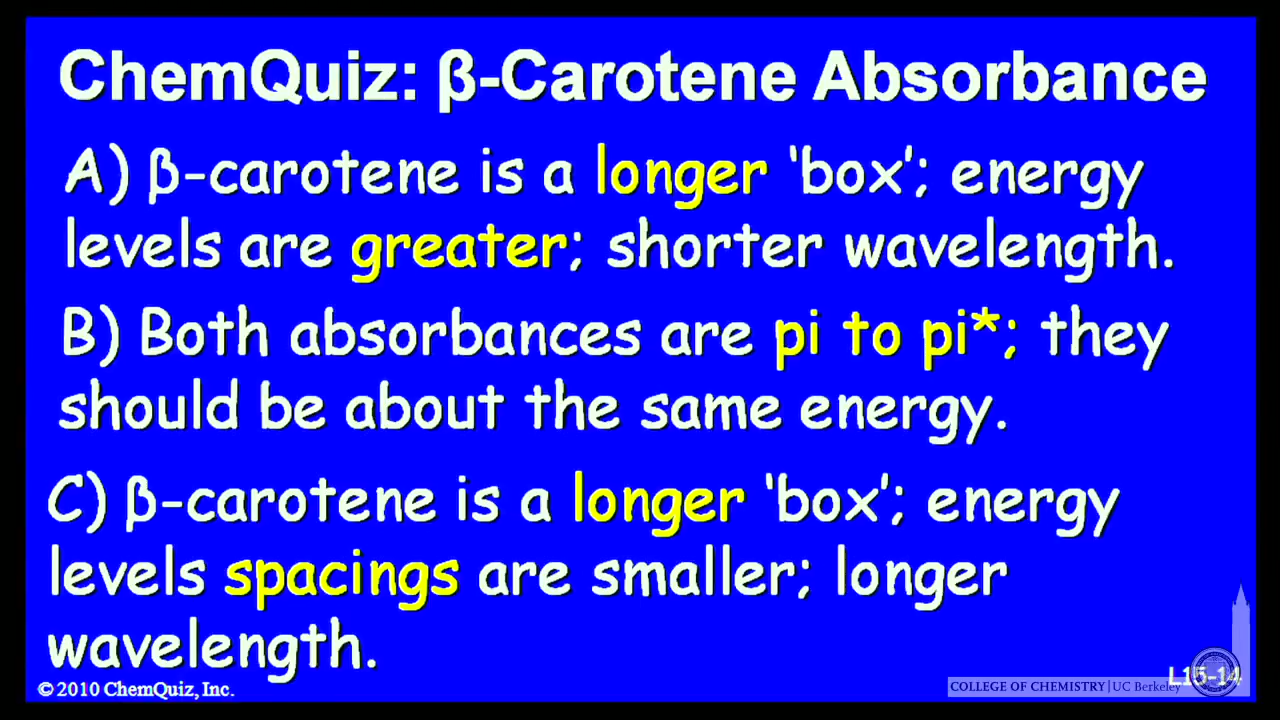 ChemQuiz: β-Carotene Absorbance
A) β-carotene is a longer ‘box’; energy
levels are greater; shorter wavelength.
B) Both absorbances are pi to pi*; they
should be about the same energy.
C) β-carotene is a longer ‘box’; energy
levels spacings are smaller; longer
wavelength.
© 2010 ChemQuiz, Inc.
L15-14
COLLEGE OF CHEMISTRY | UC Berkeley